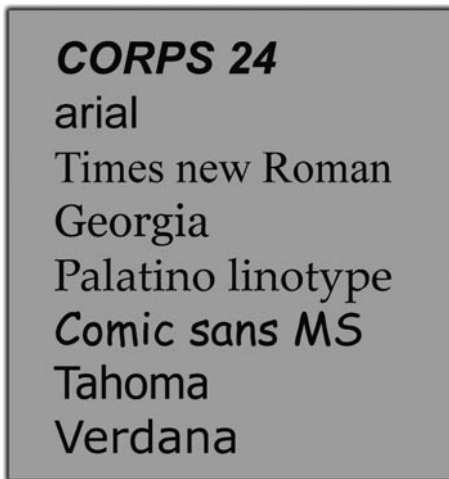 CORPS 24
arial
Times new Roman
Georgia
Palatino linotype
Comic sans MS
Tahoma
Verdana